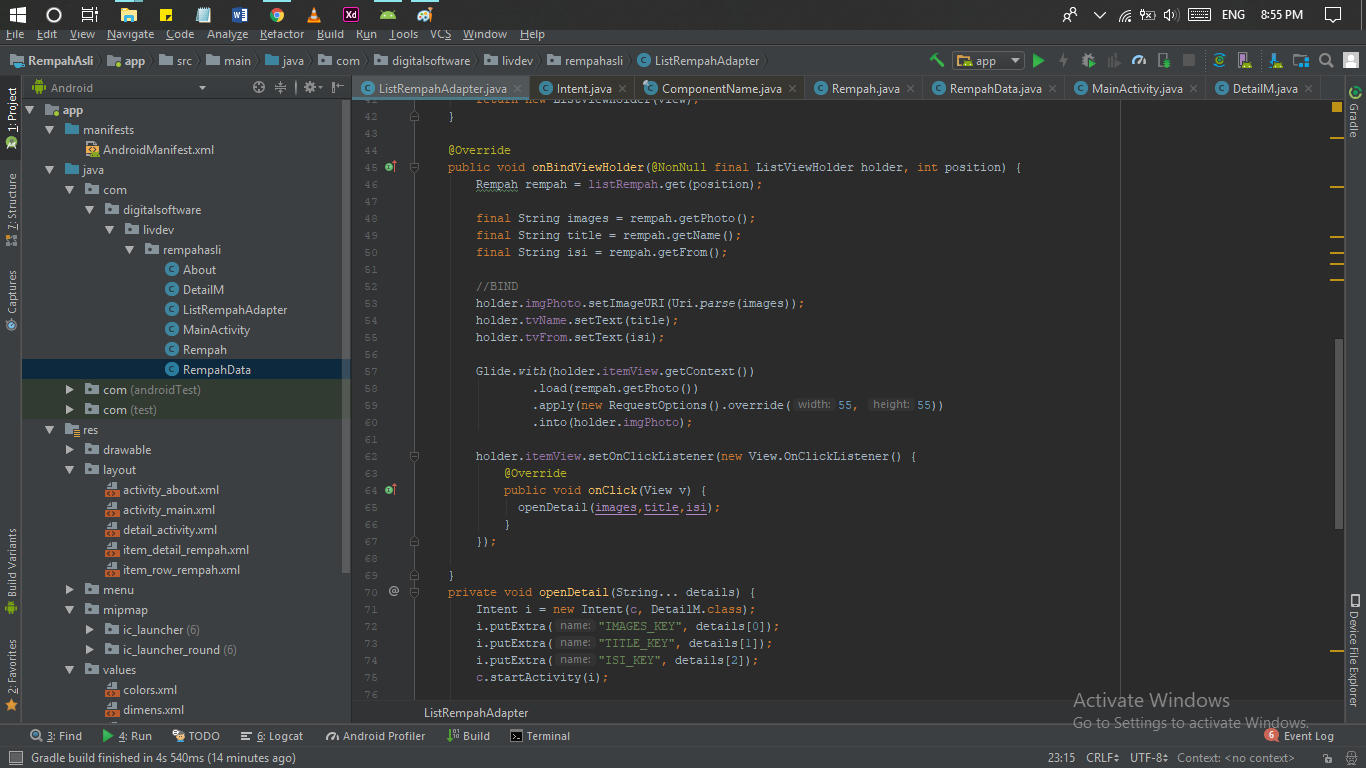 ENG 8:55 PM
File Edit View Navigate Code Analyze Refactor Build Run Tools VCS Window Help
RempahAsli app src main java com digitalsoftware livdev rempahasli ListRempahAdapter app
1: Project
7: Structure
Captures
Build Variants
2: Favorites
Android
app
manifests
AndroidManifest.xml
java
com
digitalsoftware
livdev
rempahasli
About
DetailM
ListRempahAdapter
MainActivity
Rempah
RempahData
com (androidTest)
com (test)
res
drawable
layout
activity_about.xml
activity_main.xml
detail_activity.xml
item_detail_rempah.xml
item_row_rempah.xml
menu
mipmap
ic_launcher (6)
ic_launcher_round (6)
values
colors.xml
dimens.xml
ListRempahAdapter.java Intent.java ComponentName.java Rempah.java RempahData.java MainActivity.java DetailM.java
41 return new ListViewHolder(view);
42 }
43
44 @Override
45 public void onBindViewHolder(@NonNull final ListViewHolder holder, int position) {
46 Rempah rempah = listRempah.get(position);
47
48 final String images = rempah.getPhoto();
49 final String title = rempah.getName();
50 final String isi = rempah.getFrom();
51
52 //BIND
53 holder.imgPhoto.setImageURI(Uri.parse(images));
54 holder.tvName.setText(title);
55 holder.tvFrom.setText(isi);
56
57 Glide.with(holder.itemView.getContext())
58 .load(rempah.getPhoto())
59 .apply(new RequestOptions().override( width: 55, height: 55))
60 .into(holder.imgPhoto);
61
62 holder.itemView.setOnClickListener(new View.OnClickListener() {
63 @Override
64 public void onClick(View v) {
65 openDetail(images,title,isi);
66 }
67 });
68
69 }
70 @ private void openDetail(String... details) {
71 Intent i = new Intent(c, DetailM.class);
72 i.putExtra( name: "IMAGES_KEY", details[0]);
73 i.putExtra( name: "TITLE_KEY", details[1]);
74 i.putExtra( name: "ISI_KEY", details[2]);
75 c.startActivity(i);
76
ListRempahAdapter
Gradle
Device File Explorer
Activate Windows
Go to Settings to activate Windows.
3: Find 4: Run TODO 6: Logcat Android Profiler Build Terminal 6 Event Log
Gradle build finished in 4s 540ms (14 minutes ago) 23:15 CRLF UTF-8 Context: <no context>